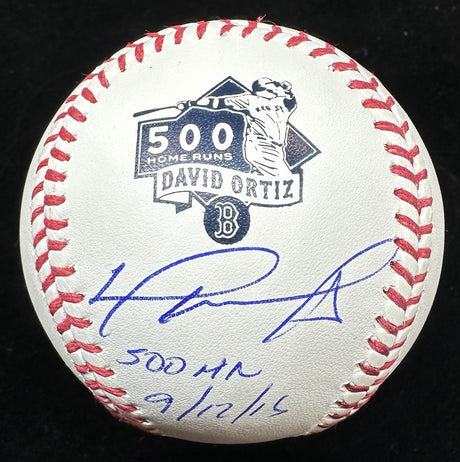 500
HOME RUNS
DAVID ORTIZ
B
500 HR
9/12/15